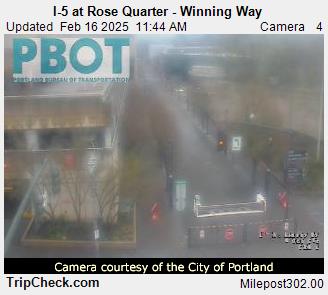 I-5 at Rose Quarter - Winning Way
Updated Feb 16 2025 11:44 AM Camera 4
PBOT
PORTLAND BUREAU OF TRANSPORTATION
Camera courtesy of the City of Portland
TripCheck.com Milepost302.00